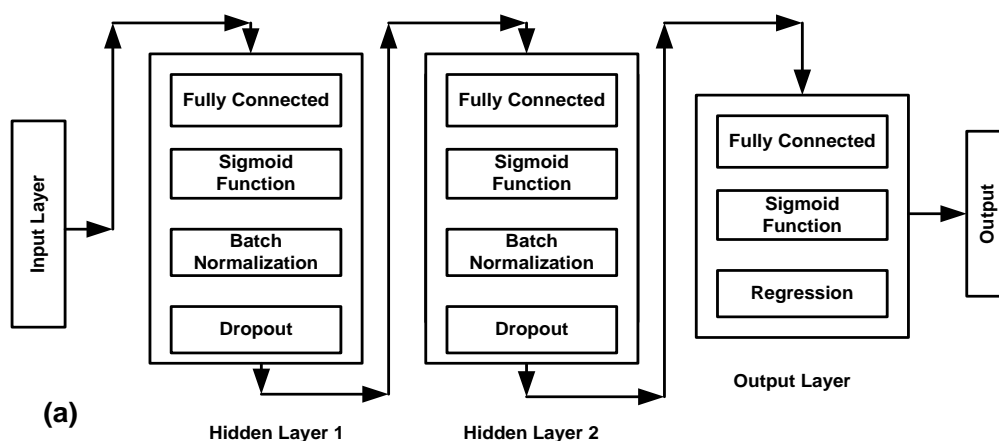 Input Layer
Fully Connected
Sigmoid
Function
Batch
Normalization
Dropout
Hidden Layer 1
Fully Connected
Sigmoid
Function
Batch
Normalization
Dropout
Hidden Layer 2
Fully Connected
Sigmoid
Function
Regression
Output Layer
Output
(a)